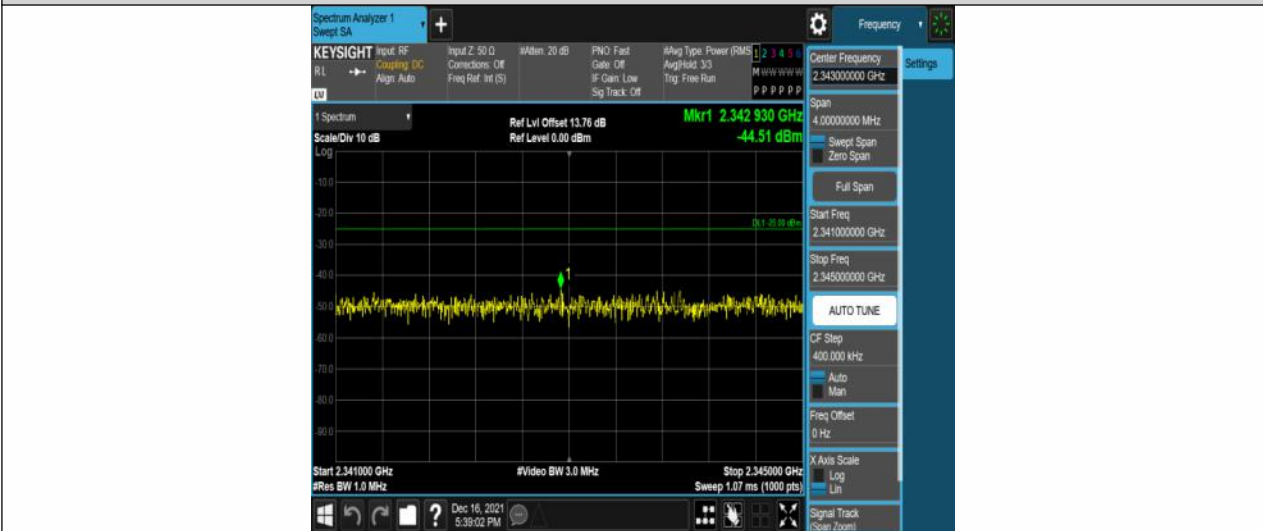 Spectrum Analyzer 1
Swept SA
+
Frequency
KEYSIGHT
RL
Input: RF
Coupling: DC
Align: Auto
Input Z: 50 Ω
Corrections: Off
Freq Ref: Int (S)
#Atten: 20 dB
PNO: Fast
Gate: Off
IF Gain: Low
Sig Track: Off
#Avg Type: Power (RMS
Avg|Hold: 3/3
Trig: Free Run
1 2 3 4 5 6
M W W W W W
P P P P P P
1 Spectrum
Scale/Div 10 dB
Log
Ref Lvl Offset 13.76 dB
Ref Level 0.00 dBm
Mkr1 2.342 930 GHz
-44.51 dBm
-10.0
-20.0
DL1 -25.00 dBm
-30.0
-40.0
1
-50.0
-60.0
-70.0
-80.0
-90.0
Start 2.341000 GHz
#Res BW 1.0 MHz
#Video BW 3.0 MHz
Stop 2.345000 GHz
Sweep 1.07 ms (1000 pts)
Center Frequency
2.343000000 GHz
Settings
Span
4.00000000 MHz
Swept Span
Zero Span
Full Span
Start Freq
2.341000000 GHz
Stop Freq
2.345000000 GHz
AUTO TUNE
CF Step
400.000 kHz
Auto
Man
Freq Offset
0 Hz
X Axis Scale
Log
Lin
Signal Track
(Span Zoom)
?
Dec 16, 2021
5:39:02 PM